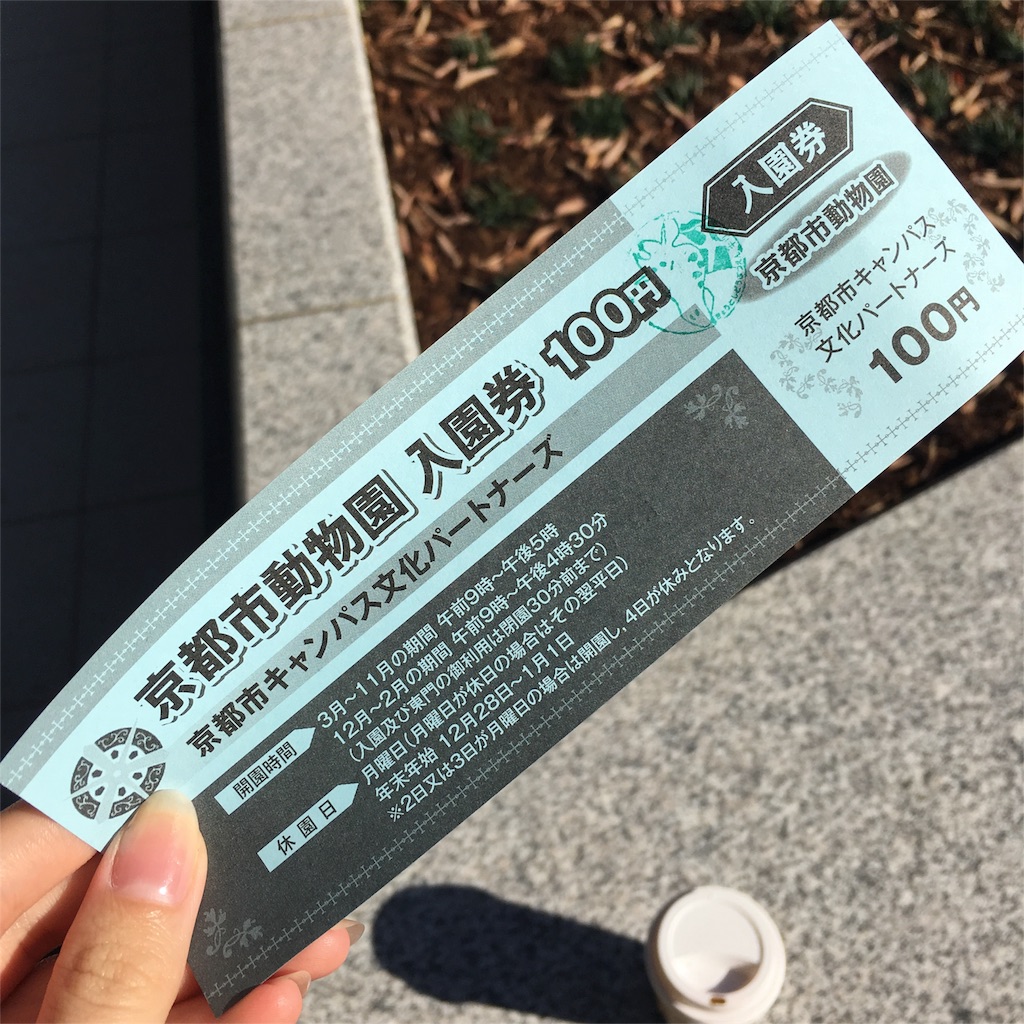 京都市動物園 入園券 100円
京都市キャンパス文化パートナーズ
開園時間
3月～11月の期間 午前9時～午後5時
12月～2月の期間 午前9時～午後4時30分
(入園及び東門の御利用は閉園30分前まで)
休園日
月曜日(月曜日が休日の場合はその翌平日)
年末年始 12月28日～1月1日
※2日又は3日が月曜日の場合は開園し、4日が休みとなります。
入園券
京都市動物園
京都市キャンパス
文化パートナーズ
100円